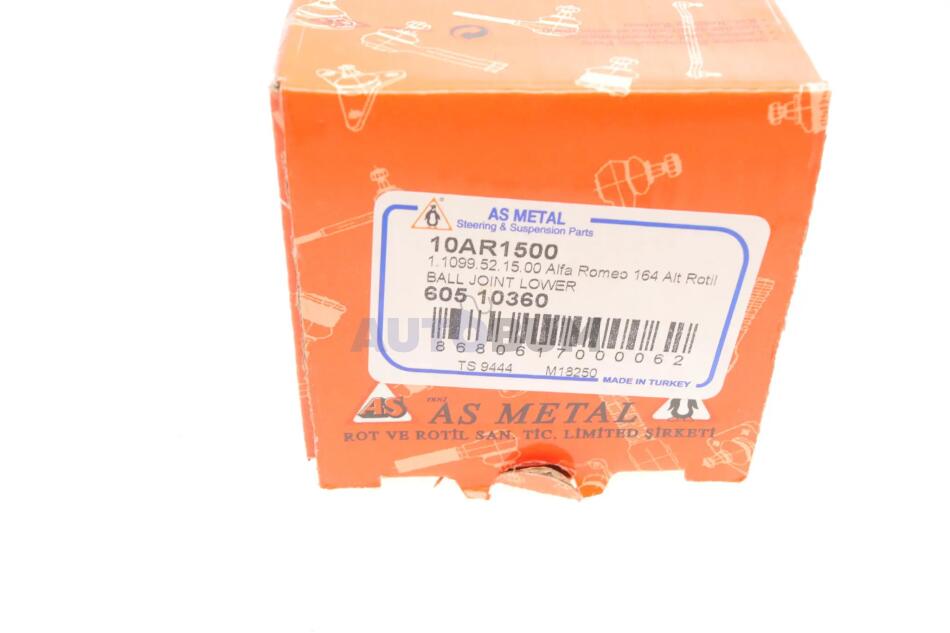 AS METAL
Steering & Suspension Parts
10AR1500
1.1099.52.15.00 Alfa Romeo 164 Alt Rotil
BALL JOINT LOWER
605 10360
8680617000062
TS 9444 M18250
MADE IN TURKEY
AS AS METAL
ROT VE ROTİL SAN. TİC. LİMİTED ŞİRKETİ